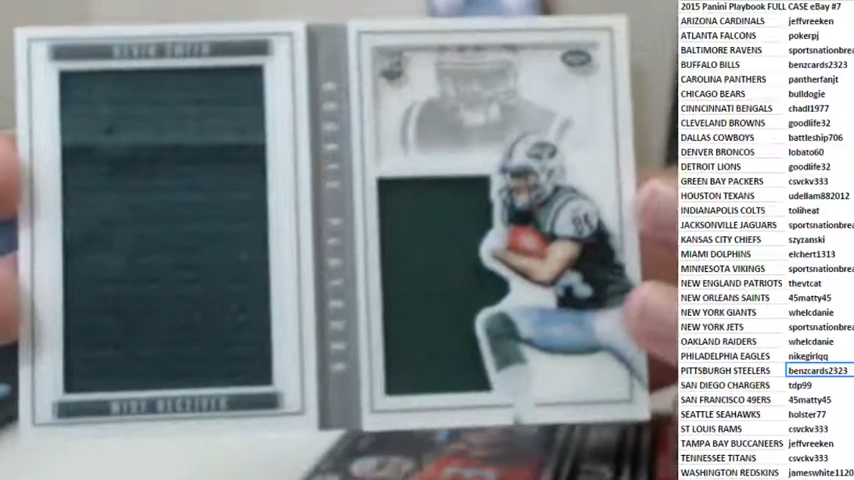 2015 Panini Playbook FULL CASE eBay #7
ARIZONA CARDINALS jeffvreeken
ATLANTA FALCONS pokerpj
BALTIMORE RAVENS sportsnationbrea
BUFFALO BILLS benzcards2323
CAROLINA PANTHERS pantherfanjt
CHICAGO BEARS bulldogie
CINNCINNATI BENGALS chadl1977
CLEVELAND BROWNS goodlife32
DALLAS COWBOYS battleship706
DENVER BRONCOS lobato60
DETROIT LIONS goodlife32
GREEN BAY PACKERS csvckv333
HOUSTON TEXANS udellam882012
INDIANAPOLIS COLTS toliheat
JACKSONVILLE JAGUARS sportsnationbrea
KANSAS CITY CHIEFS szyzanski
MIAMI DOLPHINS elchert1313
MINNESOTA VIKINGS sportsnationbrea
NEW ENGLAND PATRIOTS thevtcat
NEW ORLEANS SAINTS 45matty45
NEW YORK GIANTS whelcdanie
NEW YORK JETS sportsnationbrea
OAKLAND RAIDERS whelcdanie
PHILADELPHIA EAGLES nikegirlqq
PITTSBURGH STEELERS benzcards2323
SAN DIEGO CHARGERS tdp99
SAN FRANCISCO 49ERS 45matty45
SEATTLE SEAHAWKS holster77
ST LOUIS RAMS csvckv333
TAMPA BAY BUCCANEERS jeffvreeken
TENNESSEE TITANS csvckv333
WASHINGTON REDSKINS jameswhite1120
DEVIN SMITH
WIDE RECEIVER